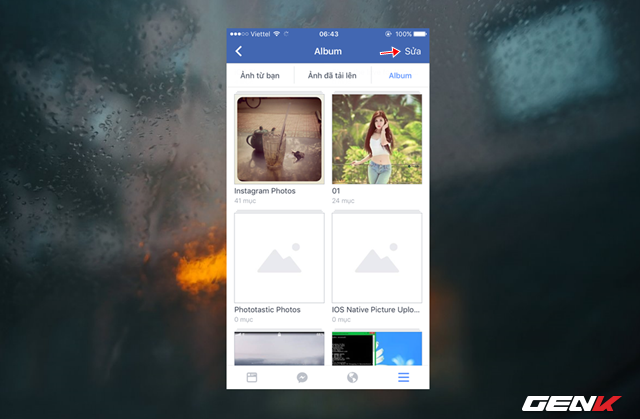 Viettel 06:43 100%
Album Sửa
Ảnh từ bạn Ảnh đã tải lên Album
Instagram Photos 01
41 mục 24 mục
Phototastic Photos IOS Native Picture Uplo...
0 mục 0 mục
GENK